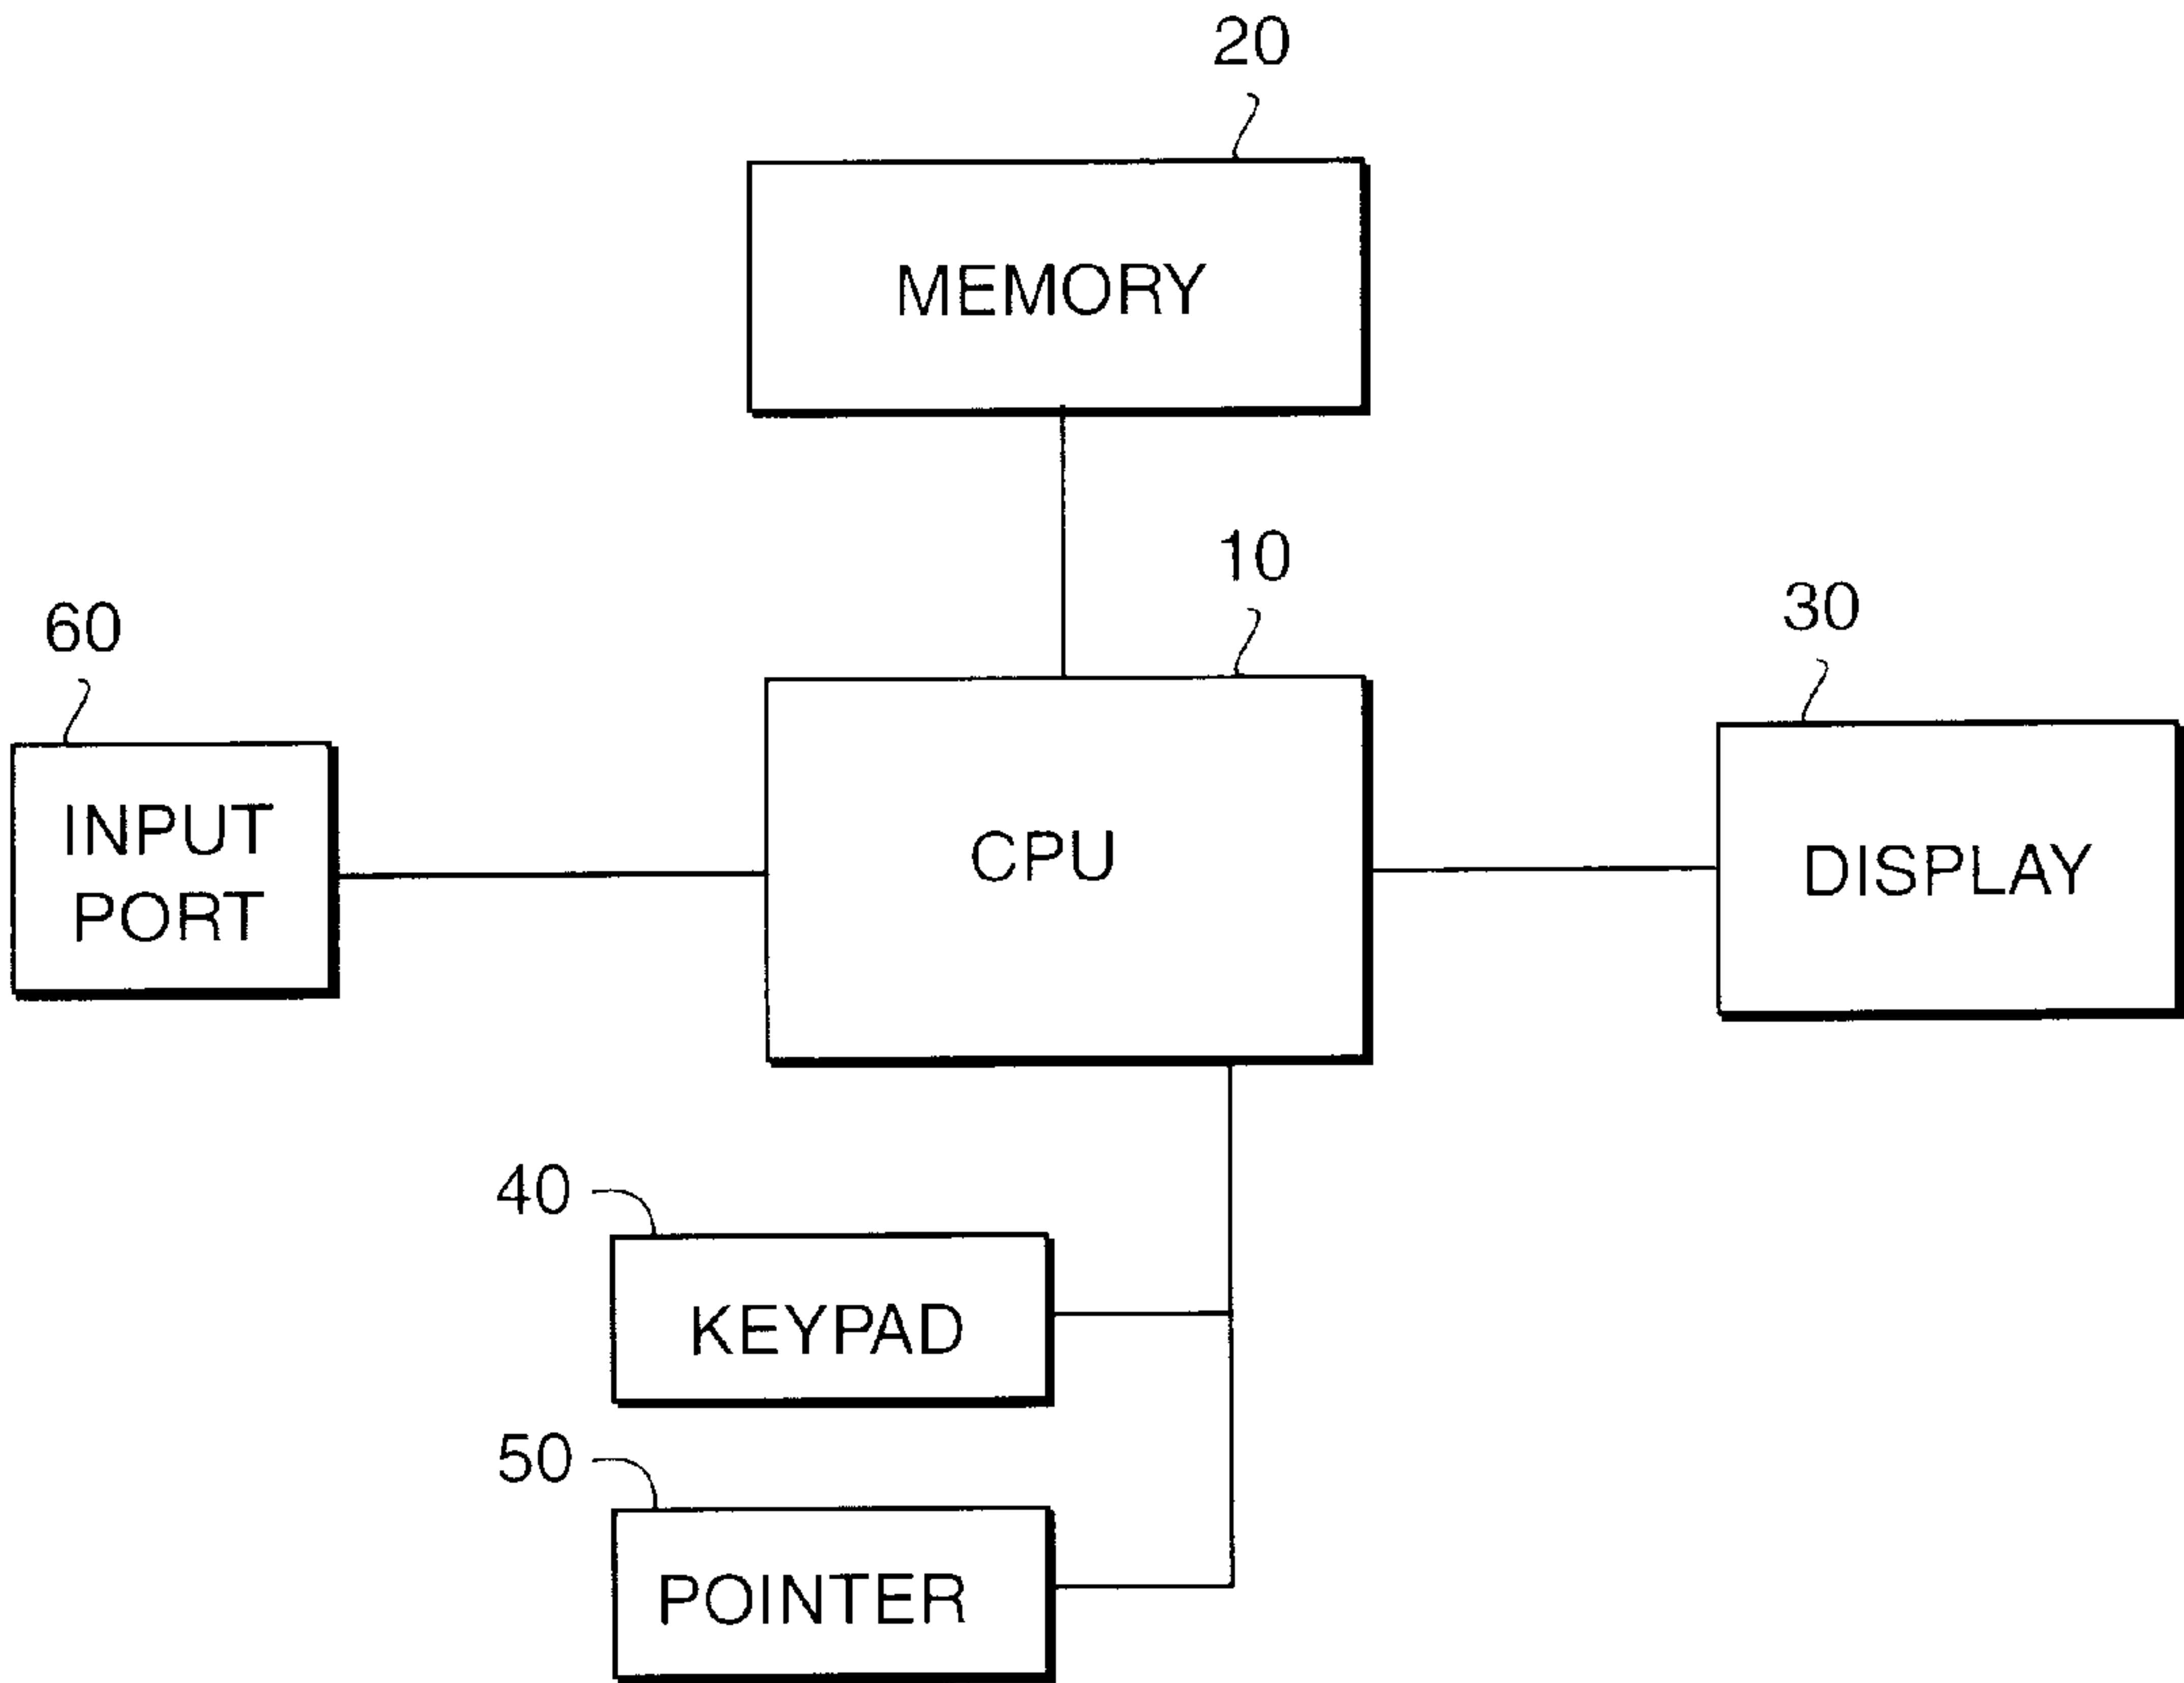 20
MEMORY
10
60
30
INPUT
PORT
CPU
DISPLAY
40
KEYPAD
50
POINTER